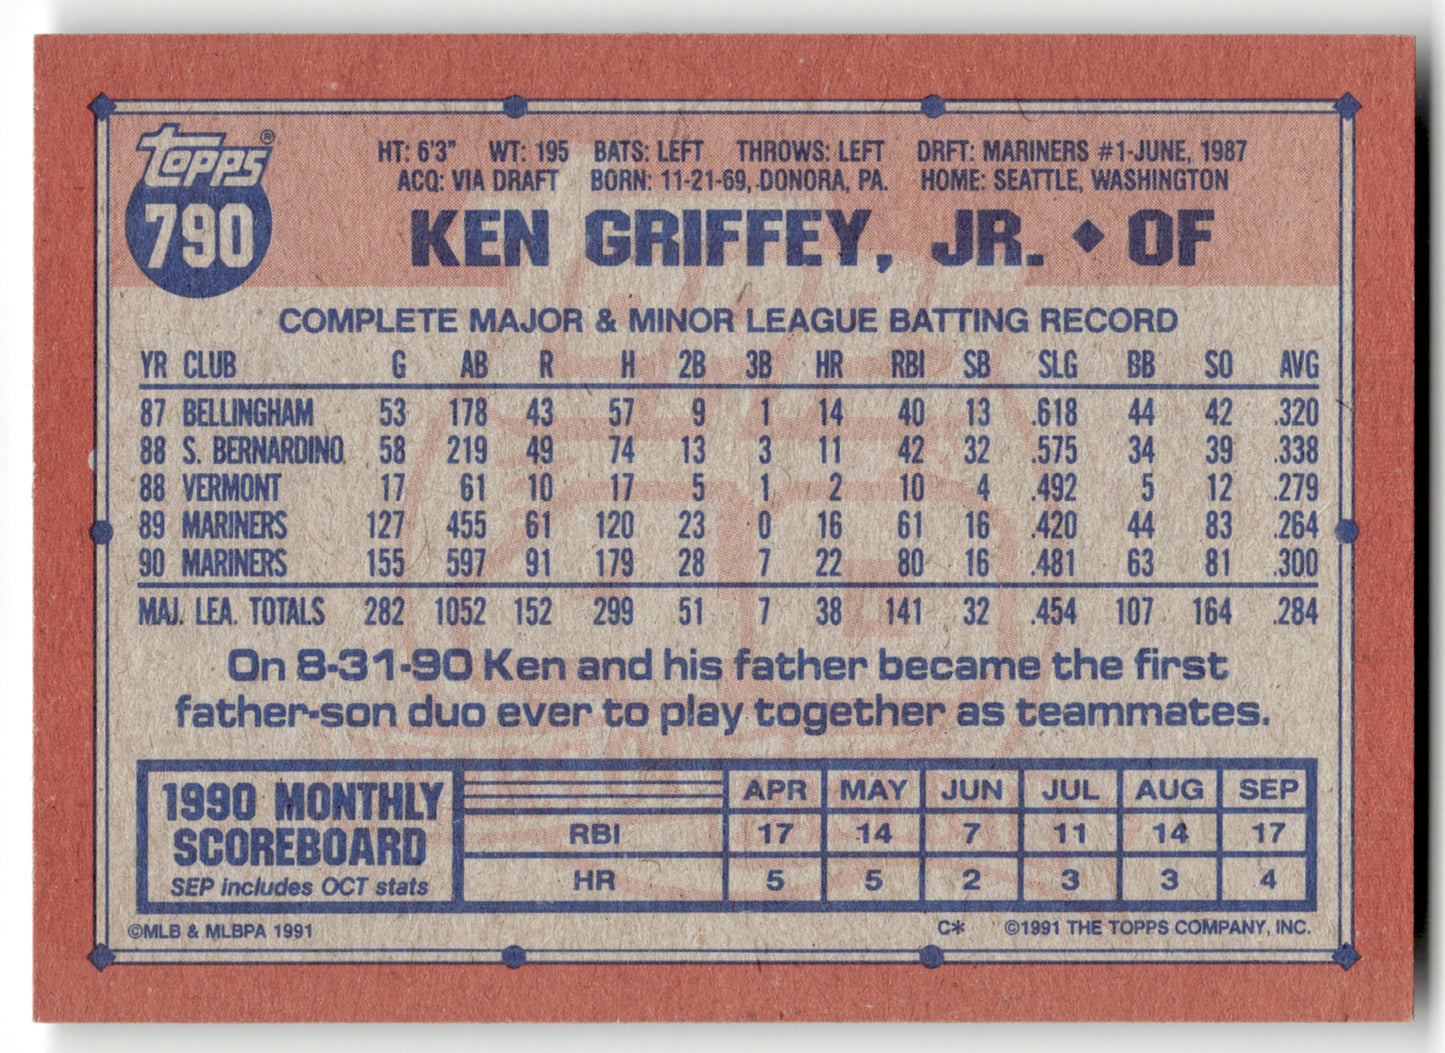 topps®
790
HT: 6'3" WT: 195 BATS: LEFT THROWS: LEFT DRFT: MARINERS #1-JUNE, 1987
ACQ: VIA DRAFT BORN: 11-21-69, DONORA, PA. HOME: SEATTLE, WASHINGTON
KEN GRIFFEY, JR. ◆ OF
COMPLETE MAJOR & MINOR LEAGUE BATTING RECORD
YR CLUB G AB R H 2B 3B HR RBI SB SLG BB SO AVG
87 BELLINGHAM 53 178 43 57 9 1 14 40 13 .618 44 42 .320
88 S. BERNARDINO 58 219 49 74 13 3 11 42 32 .575 34 39 .338
88 VERMONT 17 61 10 17 5 1 2 10 4 .492 5 12 .279
89 MARINERS 127 455 61 120 23 0 16 61 16 .420 44 83 .264
90 MARINERS 155 597 91 179 28 7 22 80 16 .481 63 81 .300
MAJ. LEA. TOTALS 282 1052 152 299 51 7 38 141 32 .454 107 164 .284
On 8-31-90 Ken and his father became the first
father-son duo ever to play together as teammates.
1990 MONTHLY
SCOREBOARD
SEP includes OCT stats
APR MAY JUN JUL AUG SEP
RBI 17 14 7 11 14 17
HR 5 5 2 3 3 4
©MLB & MLBPA 1991 C* ©1991 THE TOPPS COMPANY, INC.